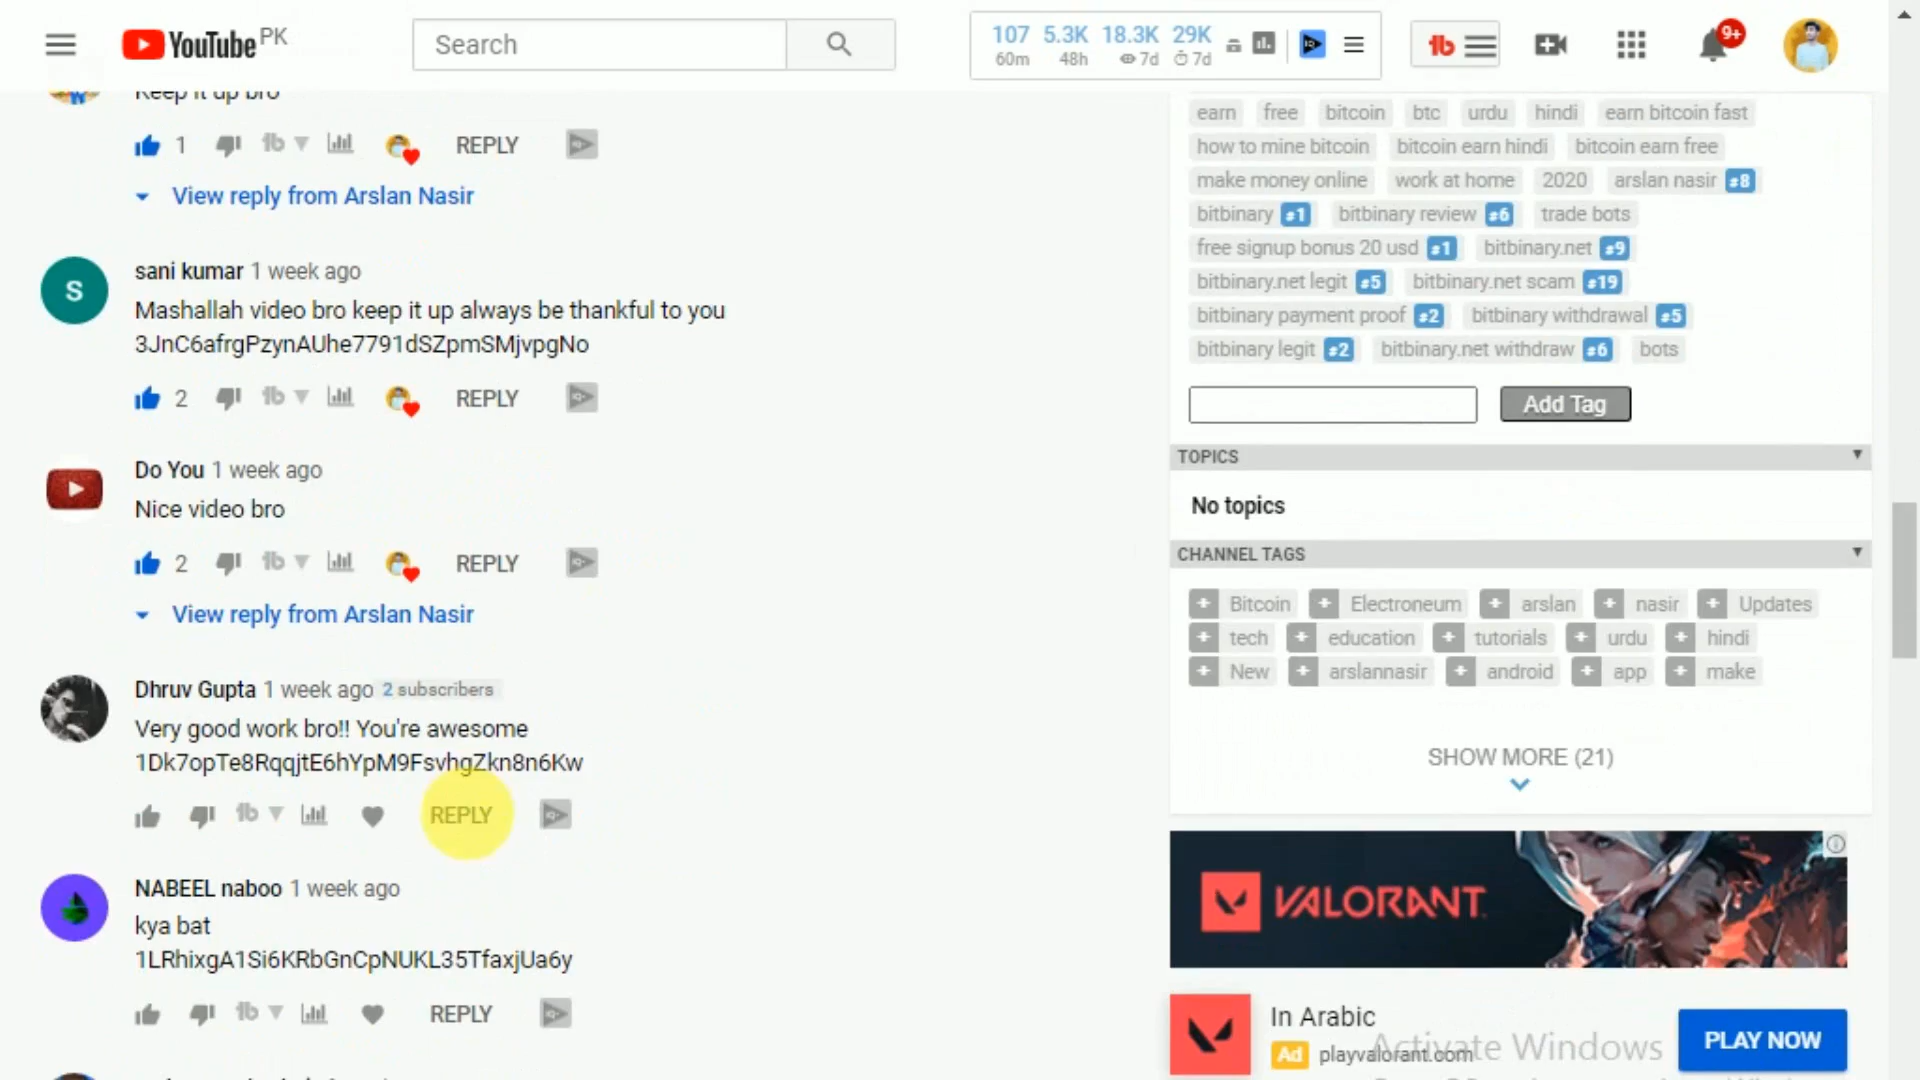 YouTube PK
Search
107 5.3K 18.3K 29K
60m 48h 7d 7d
9+
Keep it up bro
1 REPLY
View reply from Arslan Nasir
S
sani kumar 1 week ago
Mashallah video bro keep it up always be thankful to you
3JnC6afrgPzynAUhe7791dSZpmSMjvpgNo
2 REPLY
Do You 1 week ago
Nice video bro
2 REPLY
View reply from Arslan Nasir
Dhruv Gupta 1 week ago 2 subscribers
Very good work bro!! You're awesome
1Dk7opTe8RqqjtE6hYpM9FsvhgZkn8n6Kw
REPLY
NABEEL naboo 1 week ago
kya bat
1LRhixgA1Si6KRbGnCpNUKL35TfaxjUa6y
REPLY
earn free bitcoin btc urdu hindi earn bitcoin fast
how to mine bitcoin bitcoin earn hindi bitcoin earn free
make money online work at home 2020 arslan nasir #8
bitbinary #1 bitbinary review #6 trade bots
free signup bonus 20 usd #1 bitbinary.net #9
bitbinary.net legit #5 bitbinary.net scam #19
bitbinary payment proof #2 bitbinary withdrawal #5
bitbinary legit #2 bitbinary.net withdraw #6 bots
Add Tag
TOPICS
No topics
CHANNEL TAGS
+ Bitcoin + Electroneum + arslan + nasir + Updates
+ tech + education + tutorials + urdu + hindi
+ New + arslannasir + android + app + make
SHOW MORE (21)
VALORANT
In Arabic
Ad playvalorant.com
PLAY NOW
Activate Windows